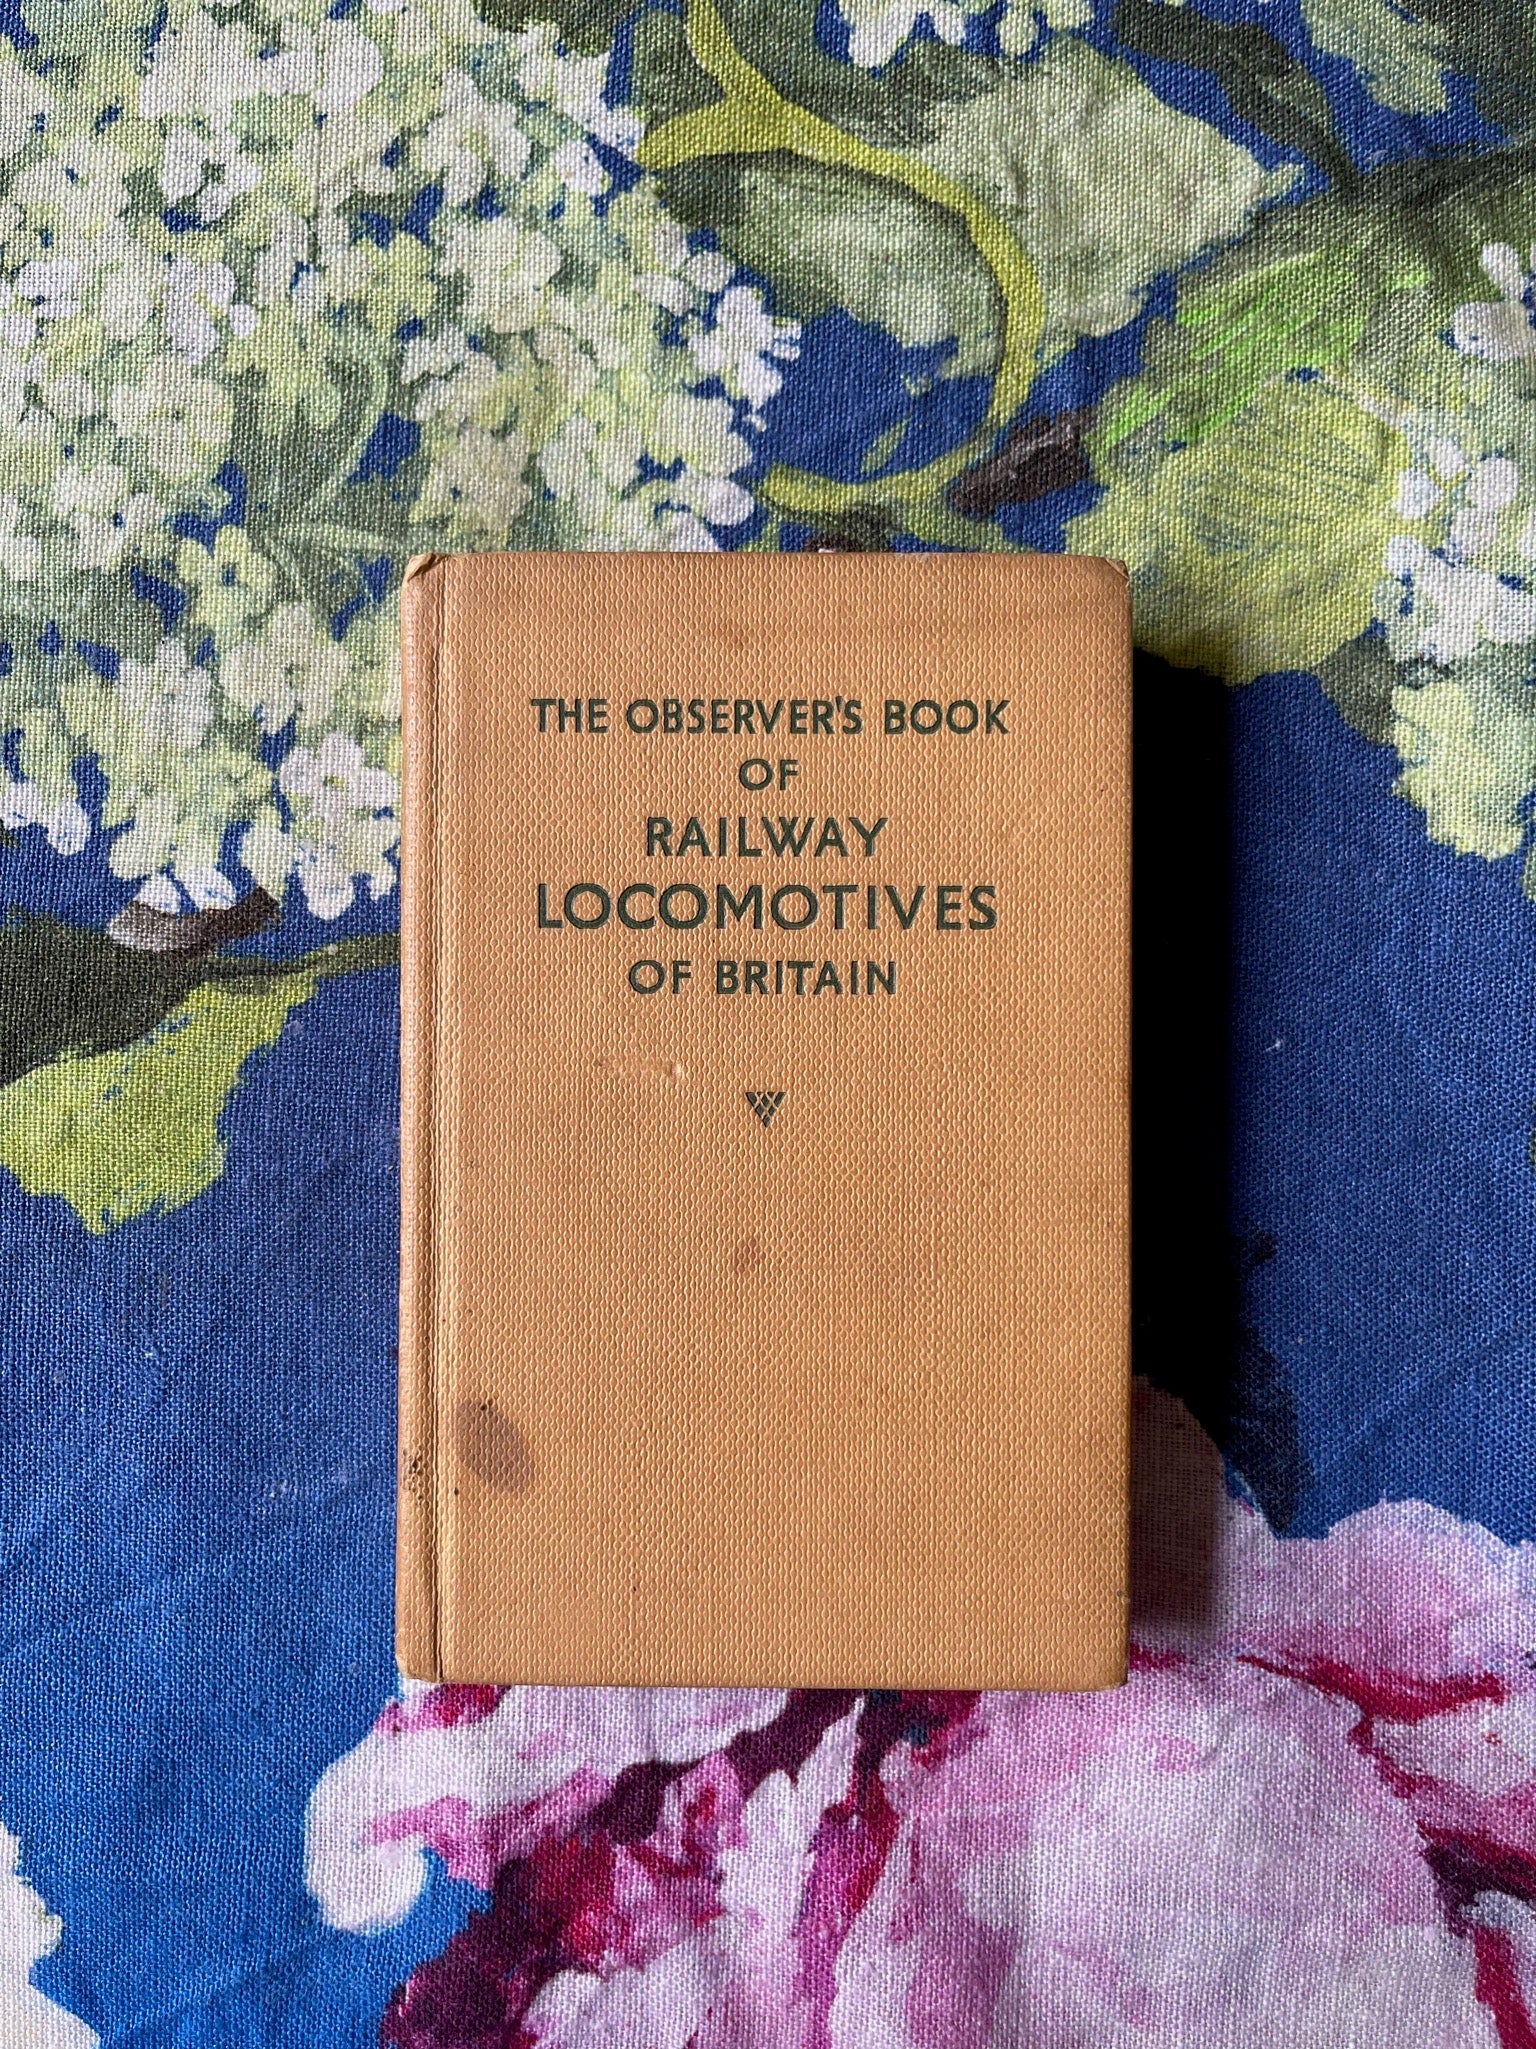 THE OBSERVER'S BOOK
OF
RAILWAY
LOCOMOTIVES
OF BRITAIN